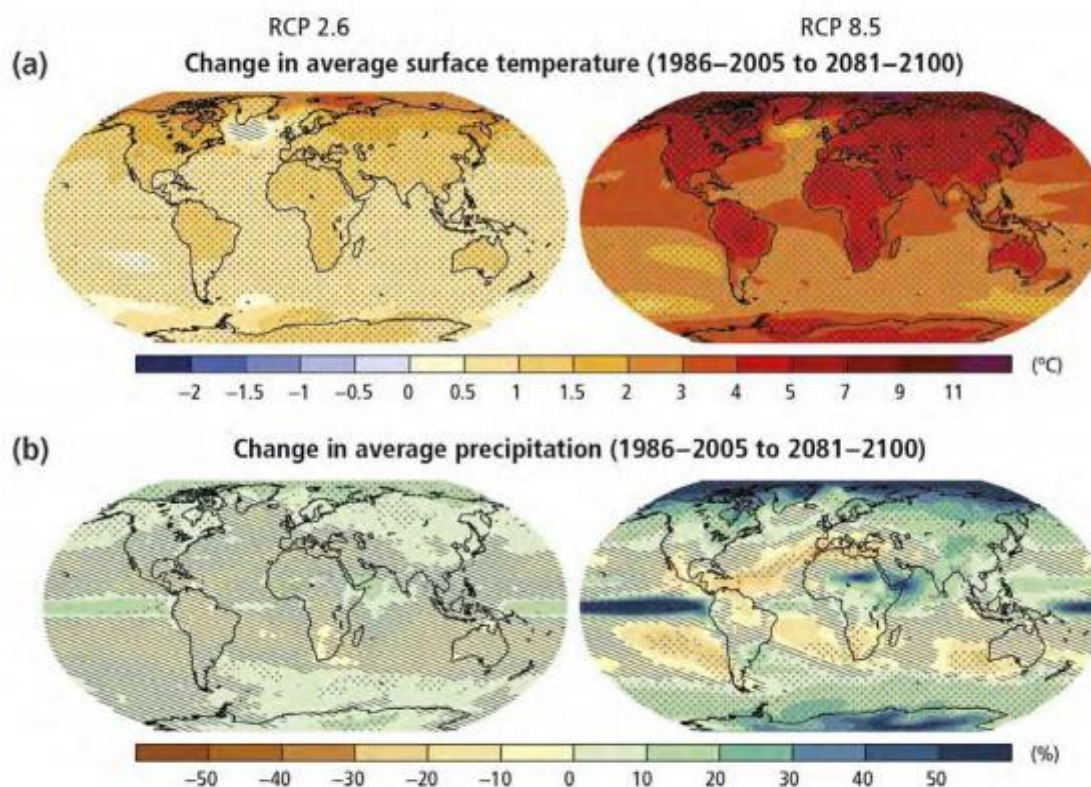 RCP 2.6 RCP 8.5
(a) Change in average surface temperature (1986–2005 to 2081–2100)
(°C)
−2 −1.5 −1 −0.5 0 0.5 1 1.5 2 3 4 5 7 9 11
(b) Change in average precipitation (1986–2005 to 2081–2100)
(%)
−50 −40 −30 −20 −10 0 10 20 30 40 50